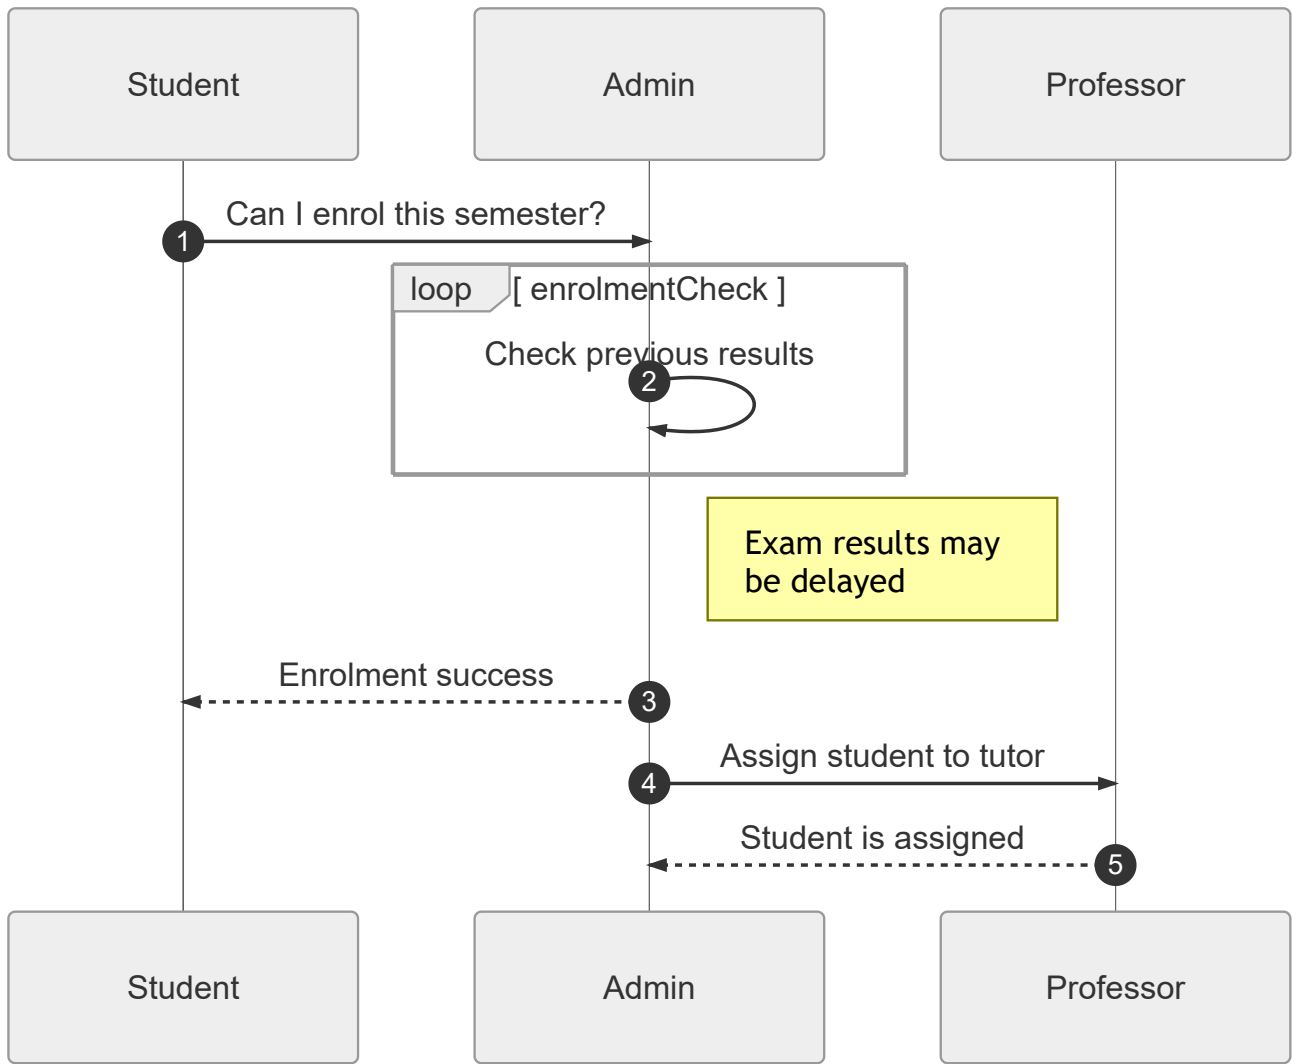 Student
Admin
Professor
Can I enrol this semester?
1
loop
[ enrolmentCheck ]
Check previous results
2
Exam results may
be delayed
Enrolment success
3
Assign student to tutor
4
Student is assigned
5
Student
Admin
Professor